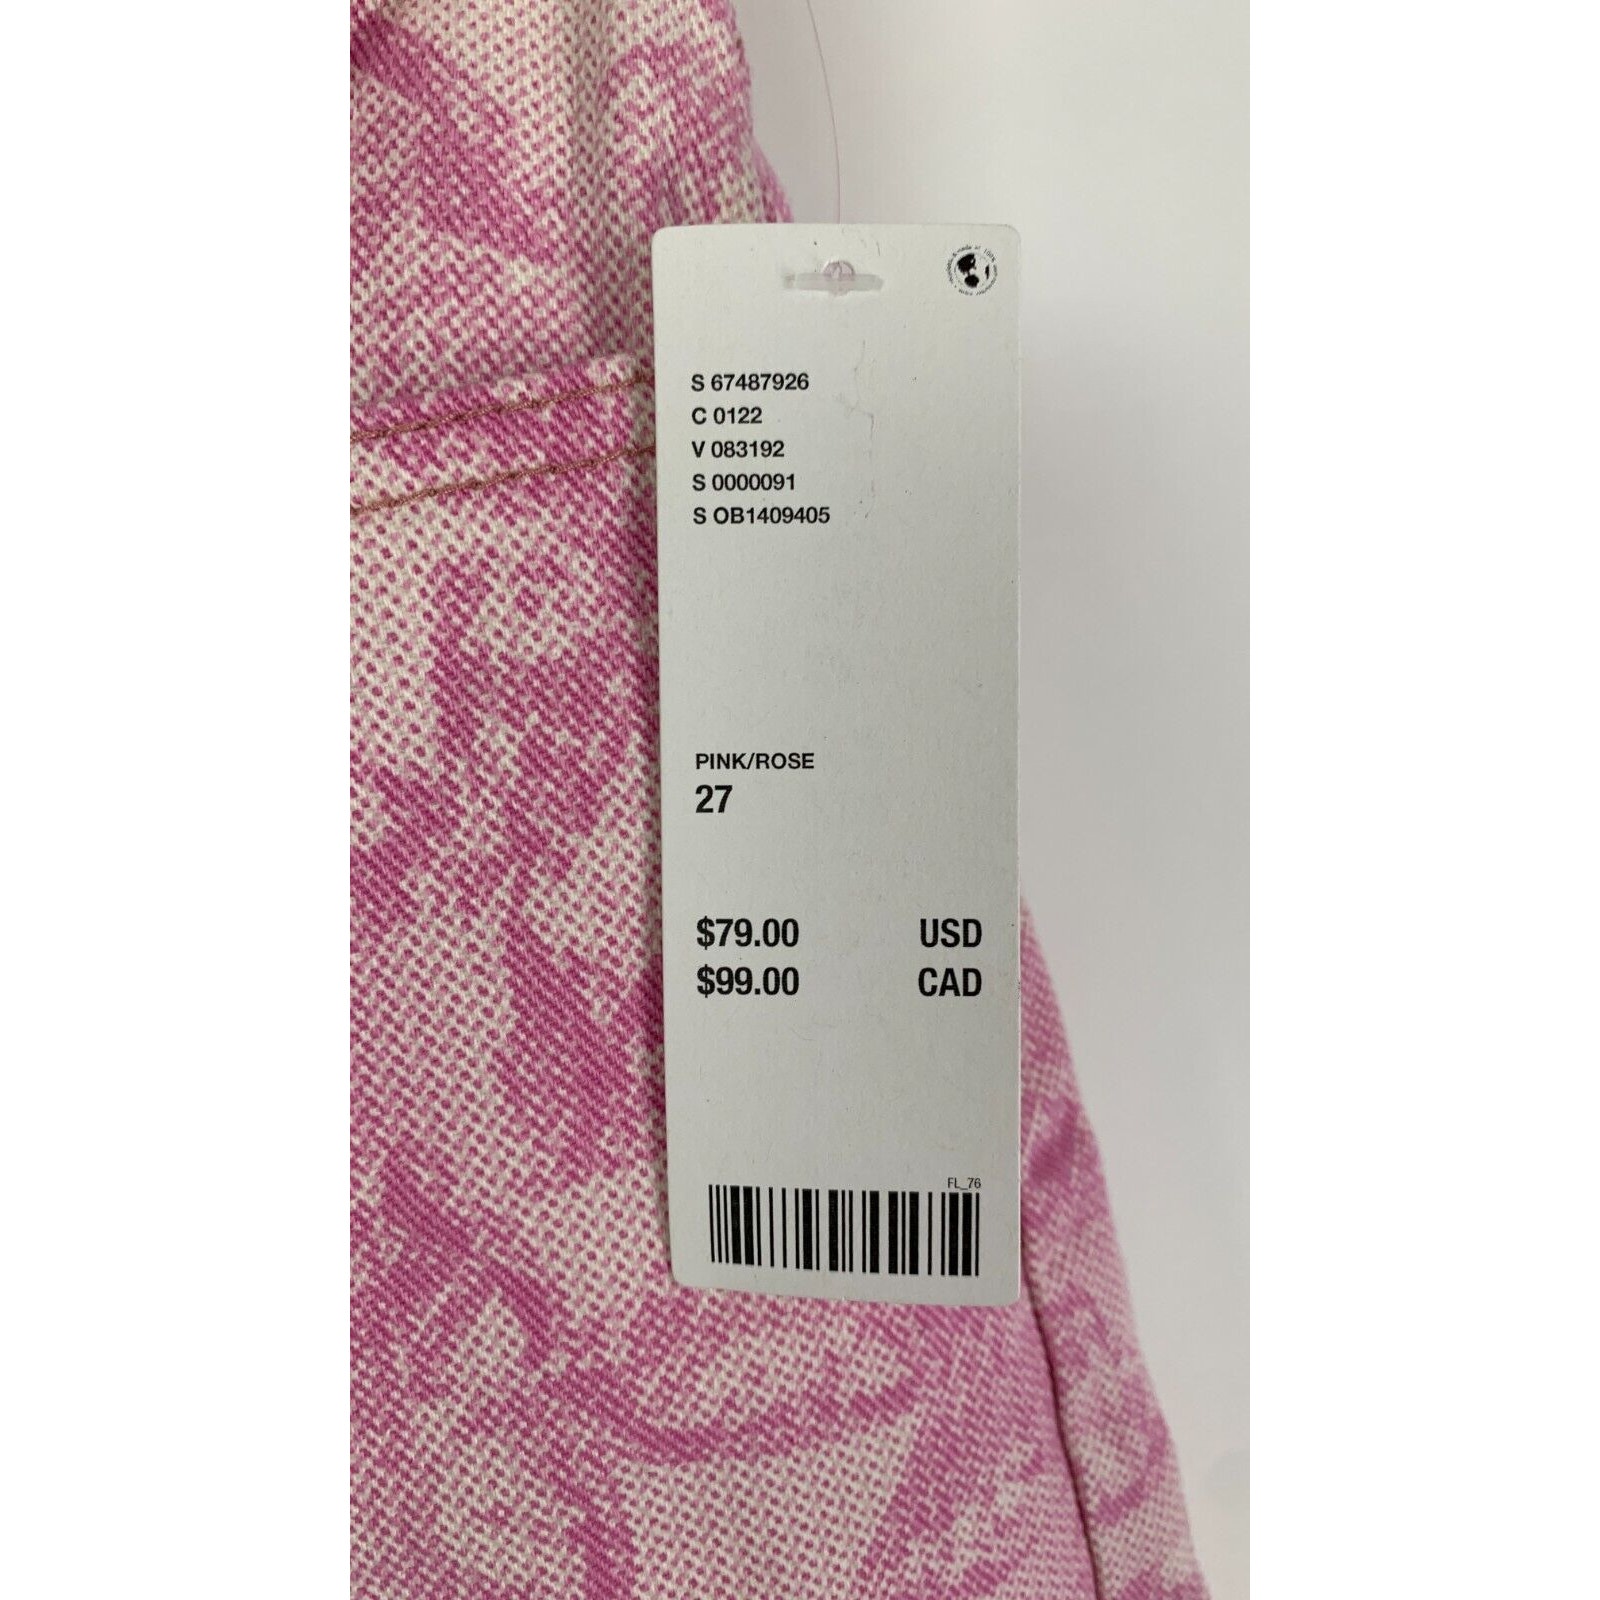 S 67487926
C 0122
V 083192
S 0000091
S OB1409405
PINK/ROSE
27
$79.00 USD
$99.00 CAD
FL_76